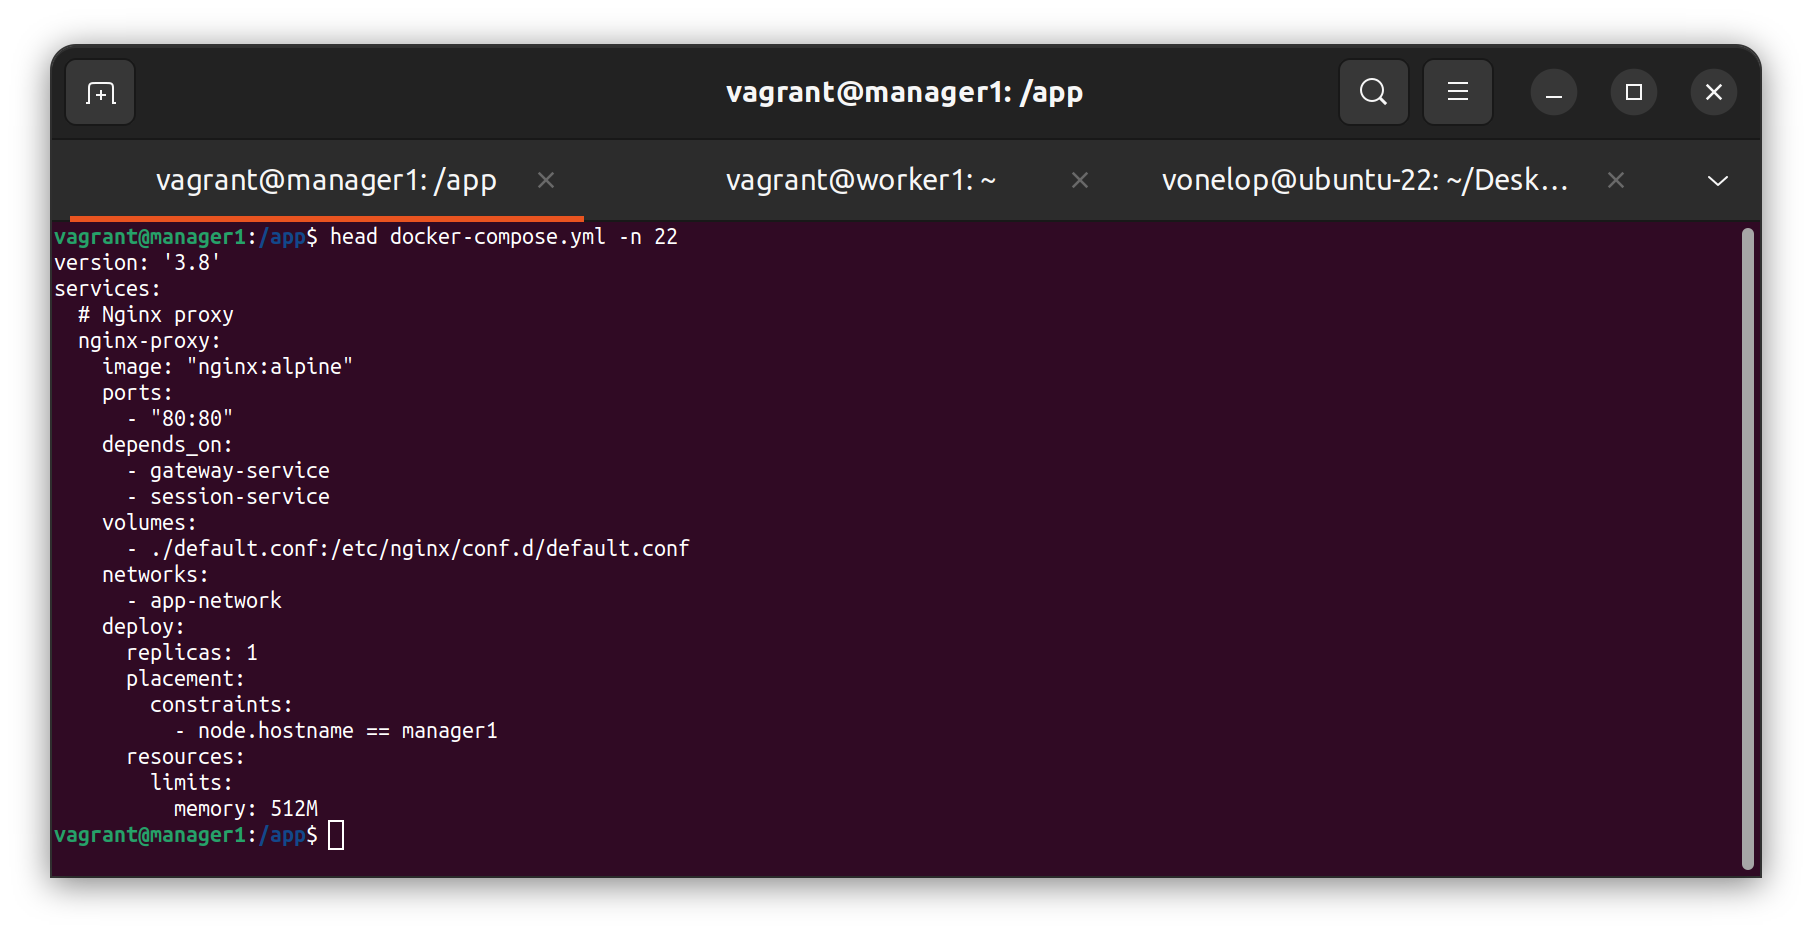 vagrant@manager1: /app
vagrant@manager1: /app
vagrant@worker1: ~
vonelop@ubuntu-22: ~/Desk...
vagrant@manager1:/app$ head docker-compose.yml -n 22
version: '3.8'
services:
  # Nginx proxy
  nginx-proxy:
    image: "nginx:alpine"
    ports:
      - "80:80"
    depends_on:
      - gateway-service
      - session-service
    volumes:
      - ./default.conf:/etc/nginx/conf.d/default.conf
    networks:
      - app-network
    deploy:
      replicas: 1
      placement:
        constraints:
          - node.hostname == manager1
      resources:
        limits:
          memory: 512M
vagrant@manager1:/app$